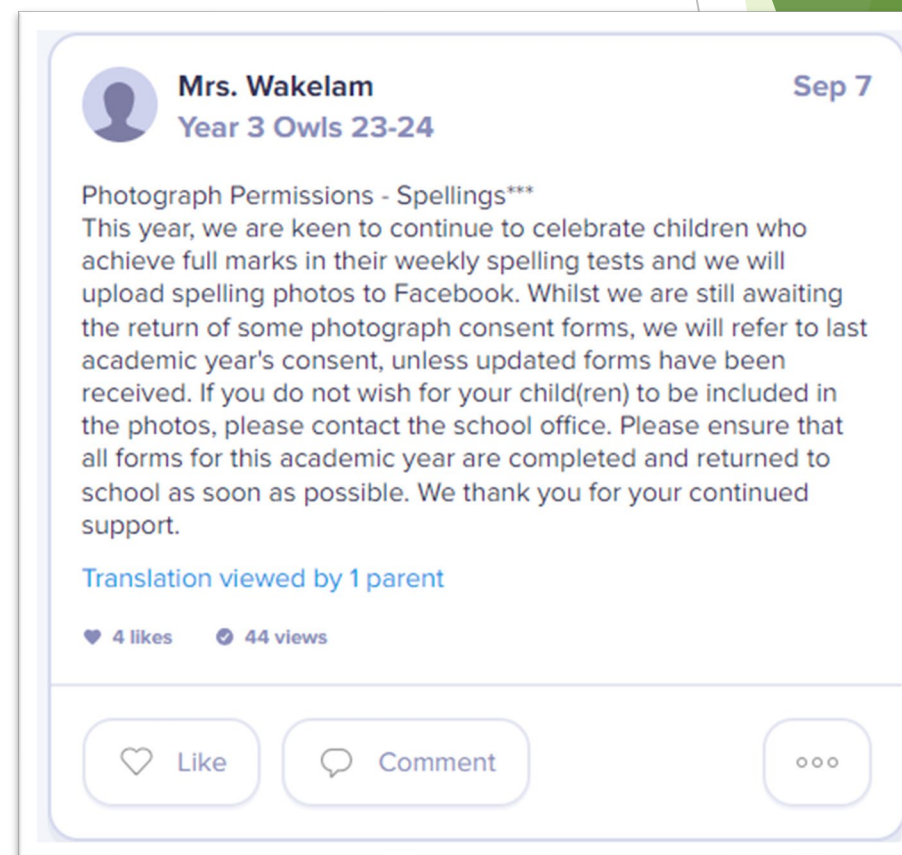 Mrs. Wakelam
Sep 7
Year 3 Owls 23-24
Photograph Permissions - Spellings***
This year, we are keen to continue to celebrate children who
achieve full marks in their weekly spelling tests and we will
upload spelling photos to Facebook. Whilst we are still awaiting
the return of some photograph consent forms, we will refer to last
academic year's consent, unless updated forms have been
received. If you do not wish for your child(ren) to be included in
the photos, please contact the school office. Please ensure that
all forms for this academic year are completed and returned to
school as soon as possible. We thank you for your continued
support.
Translation viewed by 1 parent
4 likes 44 views
Like Comment